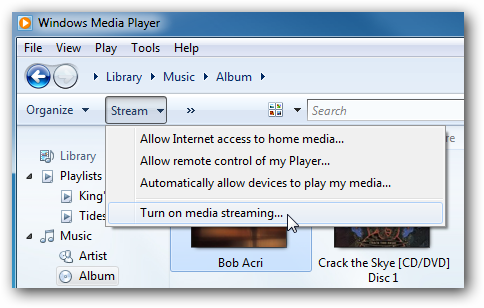 Windows Media Player
File View Play Tools Help
Library Music Album
Organize Stream » Search
Allow Internet access to home media...
Allow remote control of my Player...
Automatically allow devices to play my media...
Turn on media streaming...
Library
Playlists
King'
Tides
Music
Artist
Album
Bob Acri
Crack the Skye [CD/DVD]
Disc 1